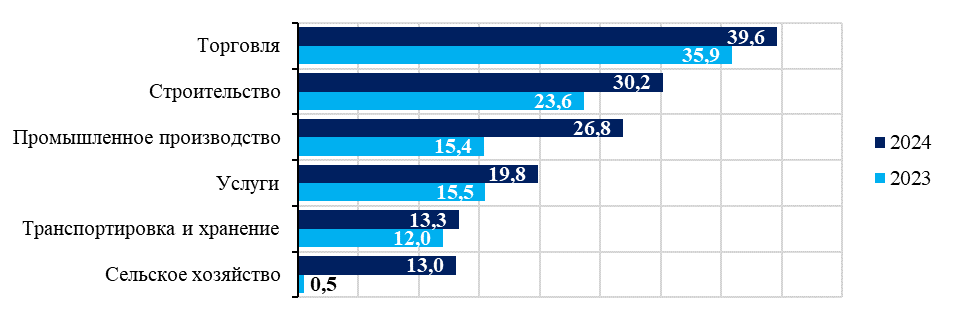 Торговля
39,6
35,9
Строительство
30,2
23,6
Промышленное производство
26,8
15,4
Услуги
19,8
15,5
Транспортировка и хранение
13,3
12,0
Сельское хозяйство
13,0
0,5
2024
2023